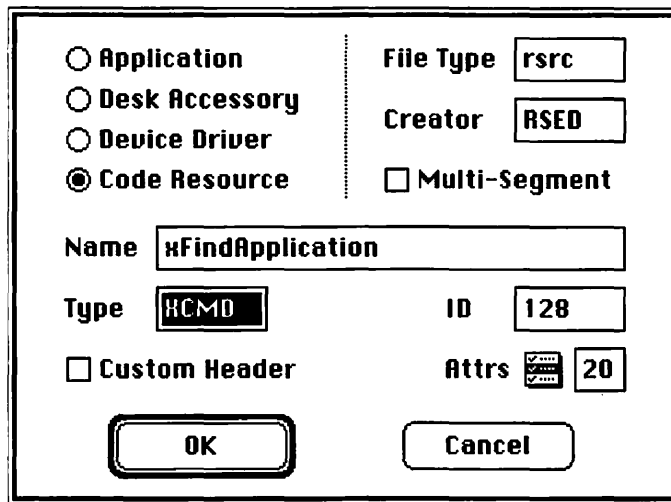 Application
Desk Accessory
Device Driver
Code Resource
File Type rsrc
Creator RSED
Multi-Segment
Name xFindApplication
Type XCMD
ID 128
Custom Header
Attrs 20
OK
Cancel